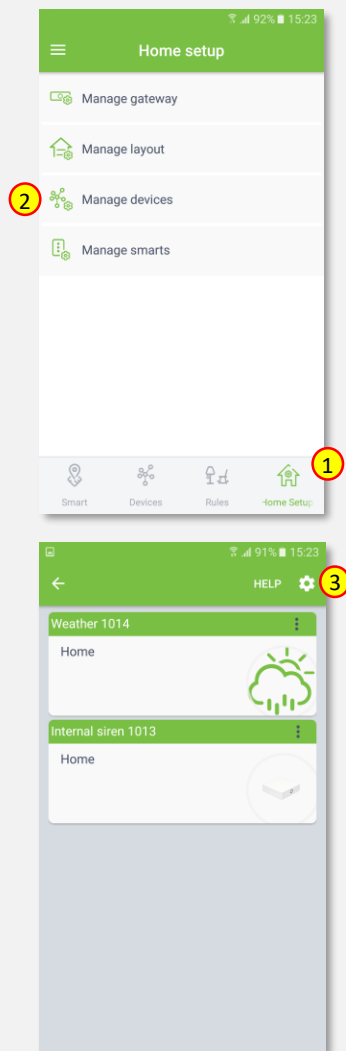 92% 15:23
Home setup
Manage gateway
Manage layout
2
Manage devices
Manage smarts
1
Smart Devices Rules Home Setup
91% 15:23
HELP
3
Weather 1014
Home
Internal siren 1013
Home